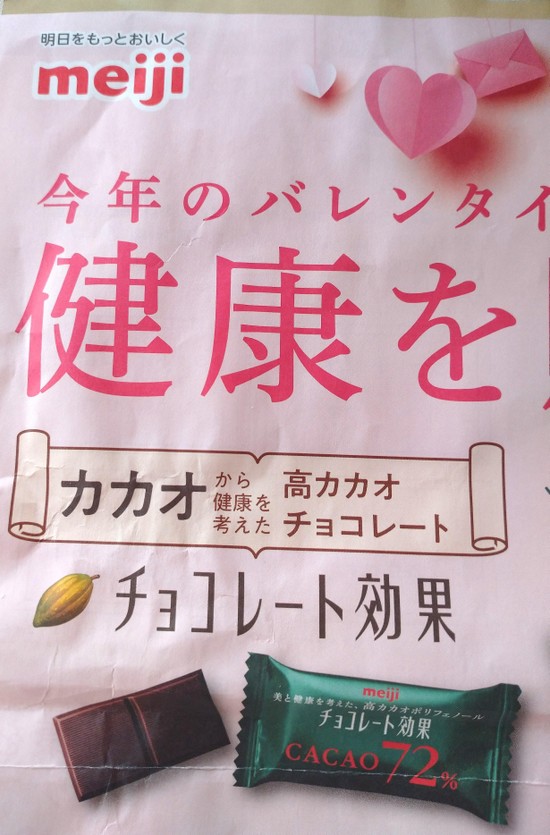 明日をもっとおいしく
meiji
今年のバレンタイ
健康を
カカオから健康を考えた高カカオチョコレート
チョコレート効果
meiji
美と健康を考えた、高カカオポリフェノール
チョコレート効果
CACAO72%